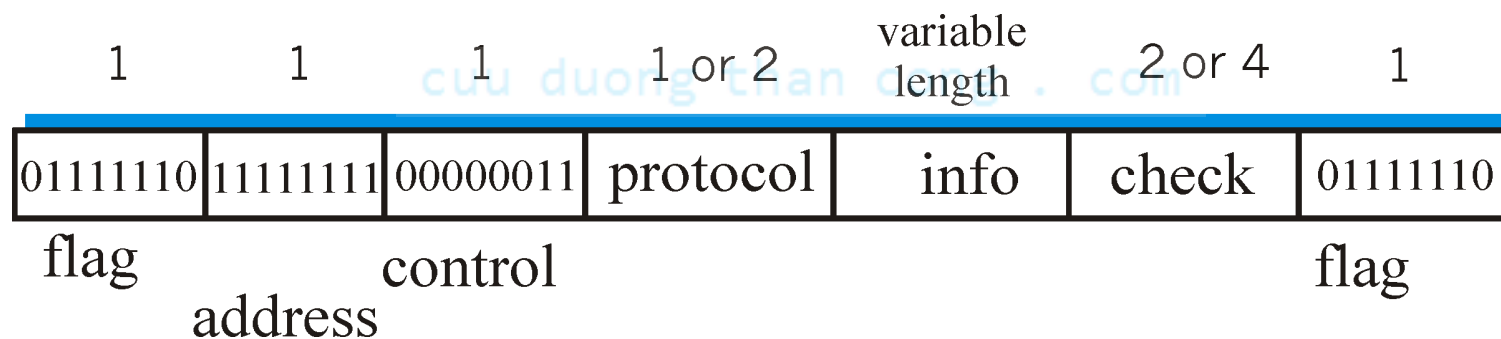 variable
1 1 1 1 or 2 length 2 or 4 1
cuu duong than cong . com
01111110 11111111 00000011 protocol info check 01111110
flag control flag
address